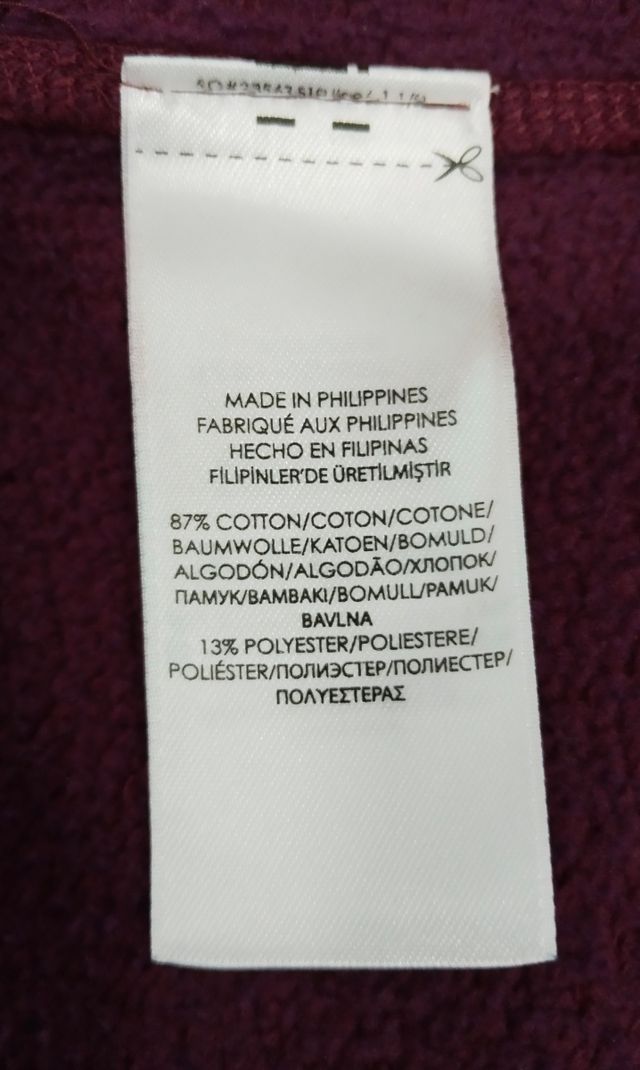 MADE IN PHILIPPINES
FABRIQUÉ AUX PHILIPPINES
HECHO EN FILIPINAS
FİLİPİNLER'DE ÜRETİLMİŞTİR
87% COTTON/COTON/COTONE/
BAUMWOLLE/KATOEN/BOMULD/
ALGODÓN/ALGODÃO/ХЛОПОК/
ПАМУК/ΒΑΜΒΑΚΙ/BOMULL/PAMUK/
BAVLNA
13% POLYESTER/POLIESTERE/
POLIÉSTER/ПОЛИЭСТЕР/ПОЛИЕСТЕР/
ΠΟΛΥΕΣΤΕΡΑΣ